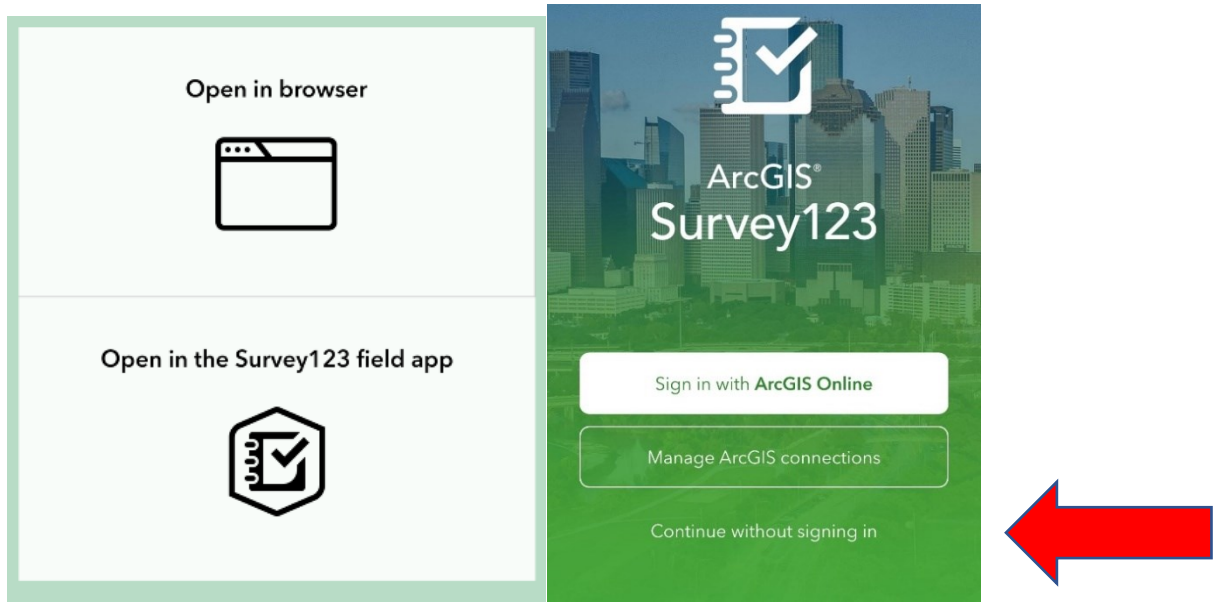 Open in browser
Open in the Survey123 field app
ArcGIS®
Survey123
Sign in with ArcGIS Online
Manage ArcGIS connections
Continue without signing in